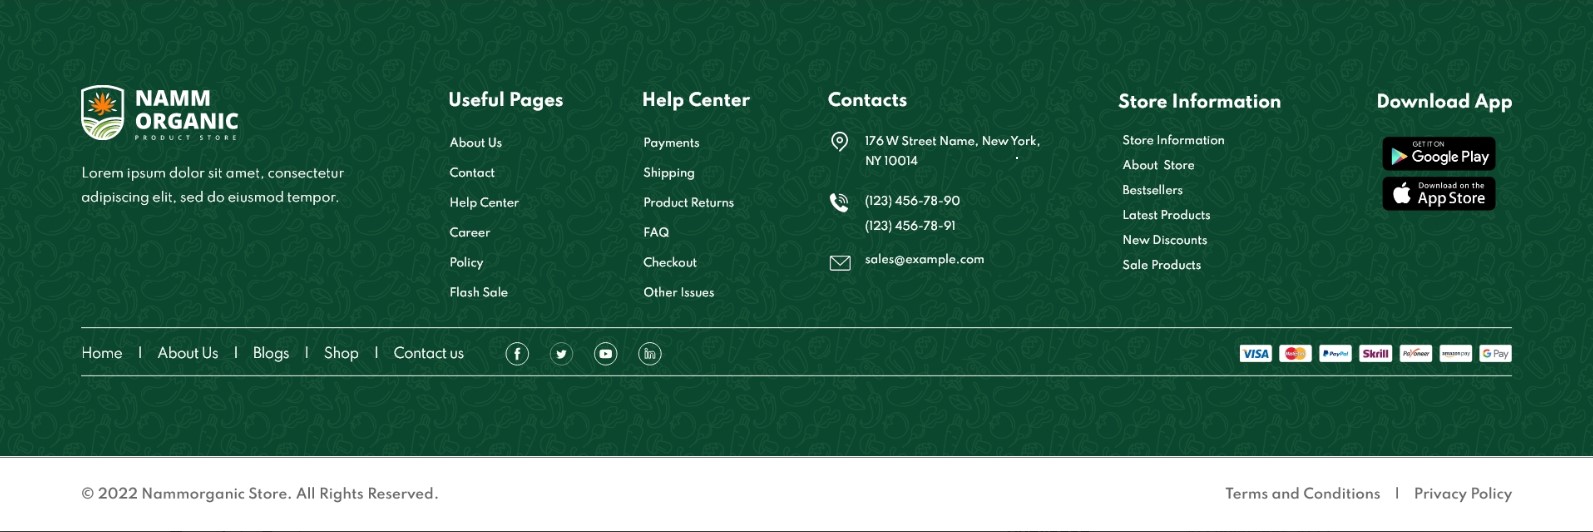 NAMM
ORGANIC
PRODUCT STORE
Lorem ipsum dolor sit amet, consectetur
adipiscing elit, sed do eiusmod tempor.
Useful Pages
About Us
Contact
Help Center
Career
Policy
Flash Sale
Help Center
Payments
Shipping
Product Returns
FAQ
Checkout
Other Issues
Contacts
176 W Street Name, New York,
NY 10014
(123) 456-78-90
(123) 456-78-91
sales@example.com
Store Information
Store Information
About Store
Bestsellers
Latest Products
New Discounts
Sale Products
Download App
GET IT ON
Google Play
Download on the
App Store
Home | About Us | Blogs | Shop | Contact us
VISA MasterCard PayPal Skrill Payoneer amazon pay G Pay
© 2022 Nammorganic Store. All Rights Reserved.
Terms and Conditions | Privacy Policy